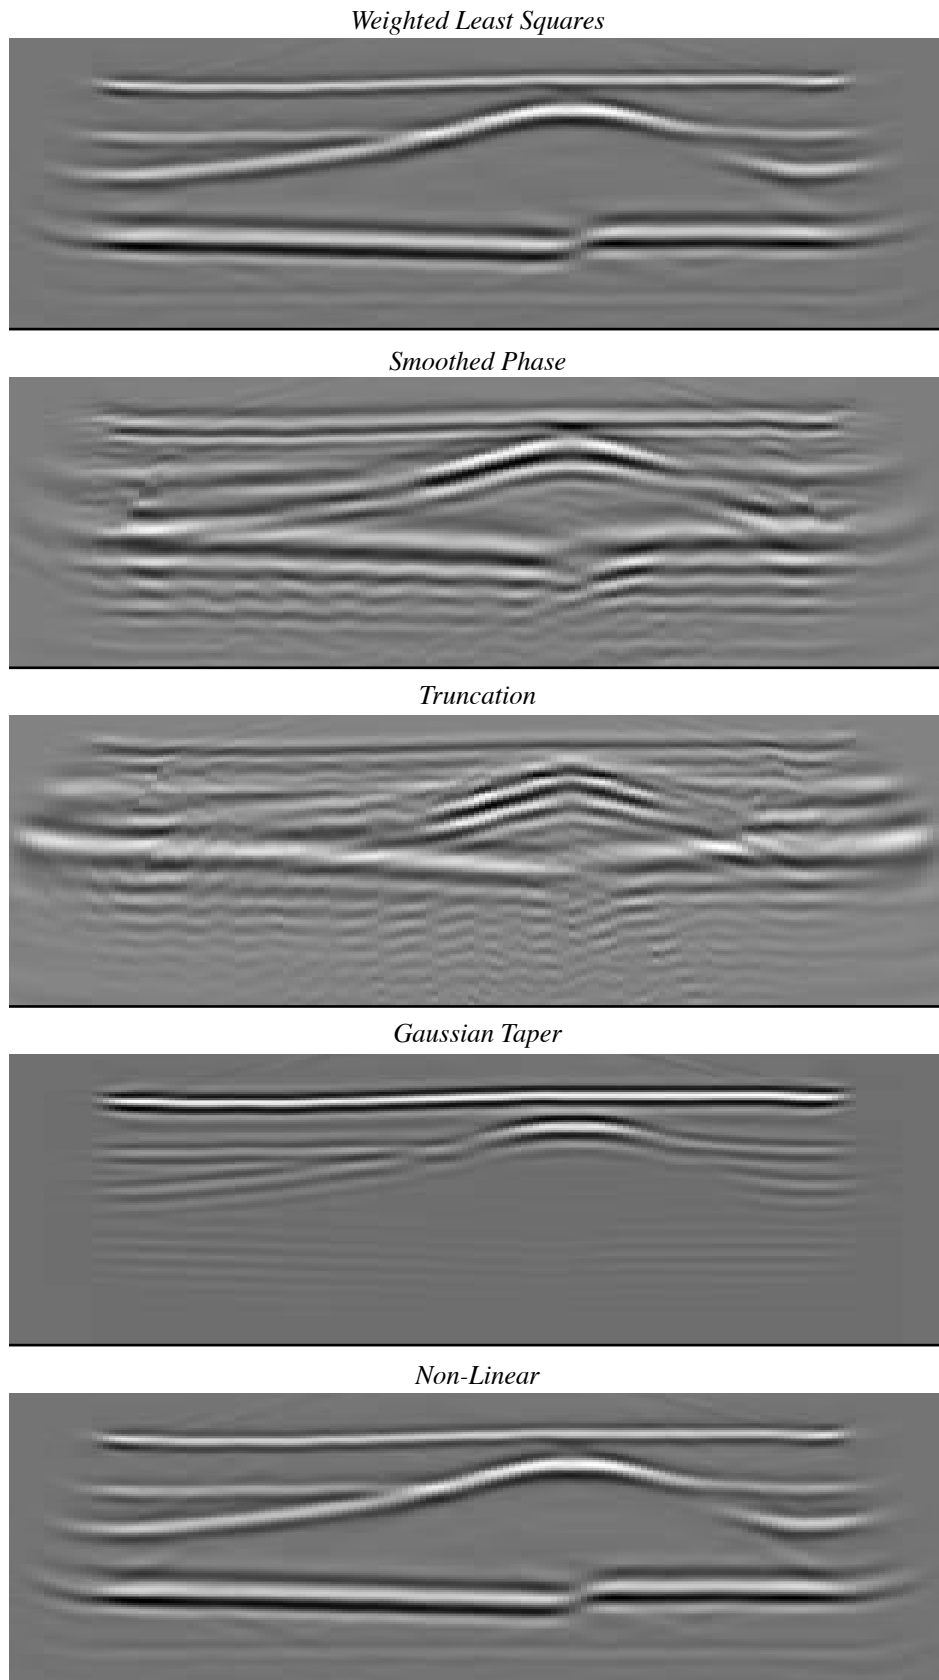 Weighted Least Squares
Smoothed Phase
Truncation
Gaussian Taper
Non-Linear